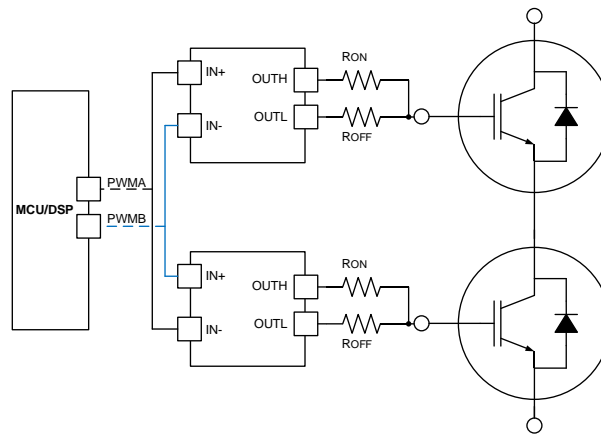 IN+
OUTH
RON
IN-
OUTL
ROFF
PWMA
MCU/DSP
PWMB
IN+
OUTH
RON
IN-
OUTL
ROFF